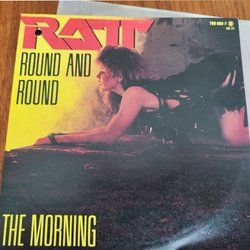 RATT
ROUND AND
ROUND
THE MORNING